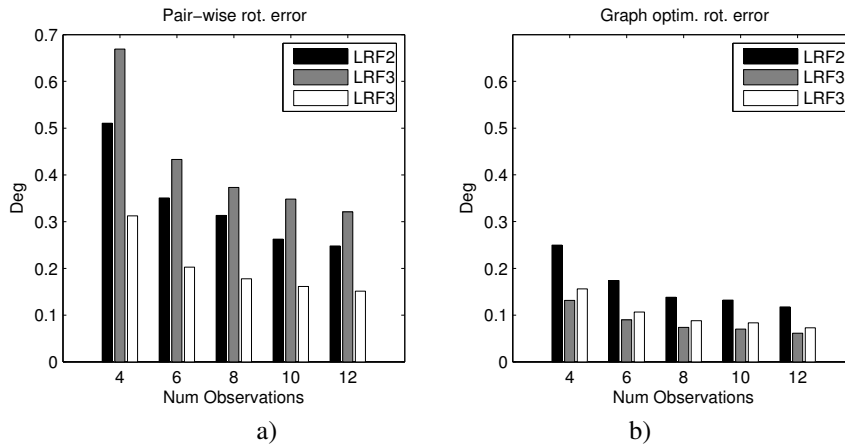 Pair-wise rot. error
0.7
0.6
0.5
0.4
0.3
0.2
0.1
0
Deg
LRF2
LRF3
LRF3
4 6 8 10 12
Num Observations
a)
Graph optim. rot. error
0.6
0.5
0.4
0.3
0.2
0.1
0
Deg
LRF2
LRF3
LRF3
4 6 8 10 12
Num Observations
b)